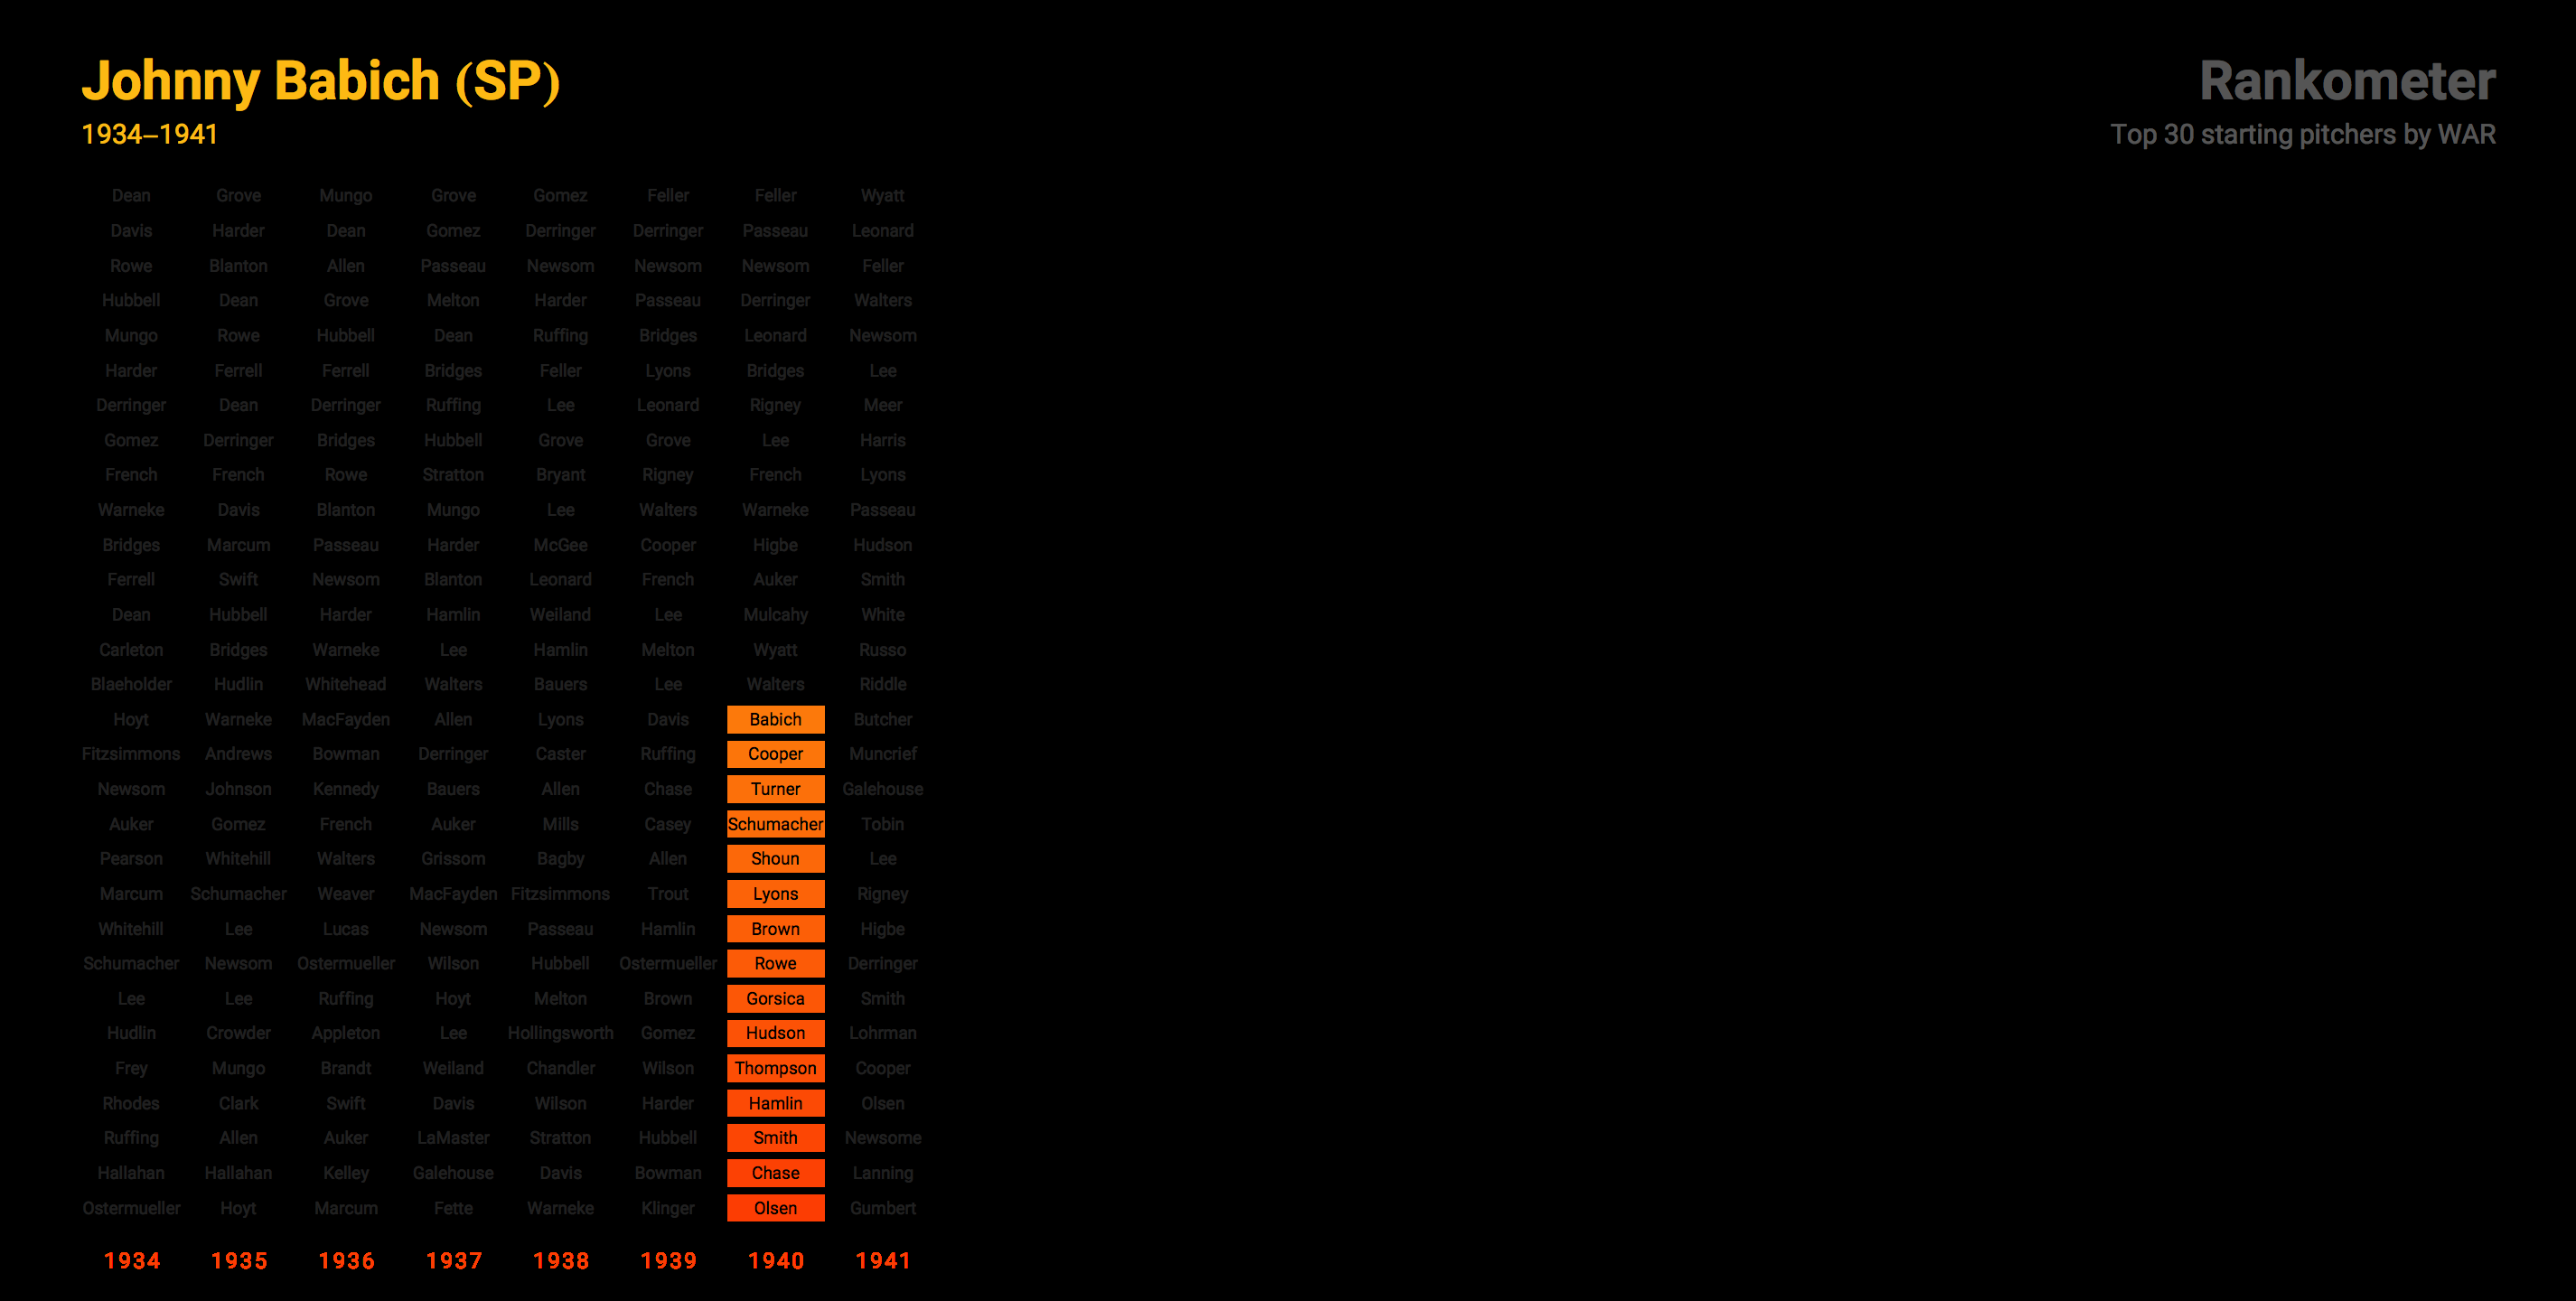 Johnny Babich (SP)
1934–1941
Rankometer
Top 30 starting pitchers by WAR
Dean Grove Mungo Grove Gomez Feller Feller Wyatt
Davis Harder Dean Gomez Derringer Derringer Passeau Leonard
Rowe Blanton Allen Passeau Newsom Newsom Newsom Feller
Hubbell Dean Grove Melton Harder Passeau Derringer Walters
Mungo Rowe Hubbell Dean Ruffing Bridges Leonard Newsom
Harder Ferrell Ferrell Bridges Feller Lyons Bridges Lee
Derringer Dean Derringer Ruffing Lee Leonard Rigney Meer
Gomez Derringer Bridges Hubbell Grove Grove Lee Harris
French French Rowe Stratton Bryant Rigney French Lyons
Warneke Davis Blanton Mungo Lee Walters Warneke Passeau
Bridges Marcum Passeau Harder McGee Cooper Higbe Hudson
Ferrell Swift Newsom Blanton Leonard French Auker Smith
Dean Hubbell Harder Hamlin Weiland Lee Mulcahy White
Carleton Bridges Warneke Lee Hamlin Melton Wyatt Russo
Blaeholder Hudlin Whitehead Walters Bauers Lee Walters Riddle
Hoyt Warneke MacFayden Allen Lyons Davis Babich Butcher
Fitzsimmons Andrews Bowman Derringer Caster Ruffing Cooper Muncrief
Newsom Johnson Kennedy Bauers Allen Chase Turner Galehouse
Auker Gomez French Auker Mills Casey Schumacher Tobin
Pearson Whitehill Walters Grissom Bagby Allen Shoun Lee
Marcum Schumacher Weaver MacFayden Fitzsimmons Trout Lyons Rigney
Whitehill Lee Lucas Newsom Passeau Hamlin Brown Higbe
Schumacher Newsom Ostermueller Wilson Hubbell Ostermueller Rowe Derringer
Lee Lee Ruffing Hoyt Melton Brown Gorsica Smith
Hudlin Crowder Appleton Lee Hollingsworth Gomez Hudson Lohrman
Frey Mungo Brandt Weiland Chandler Wilson Thompson Cooper
Rhodes Clark Swift Davis Wilson Harder Hamlin Olsen
Ruffing Allen Auker LaMaster Stratton Hubbell Smith Newsome
Hallahan Hallahan Kelley Galehouse Davis Bowman Chase Lanning
Ostermueller Hoyt Marcum Fette Warneke Klinger Olsen Gumbert
1934 1935 1936 1937 1938 1939 1940 1941